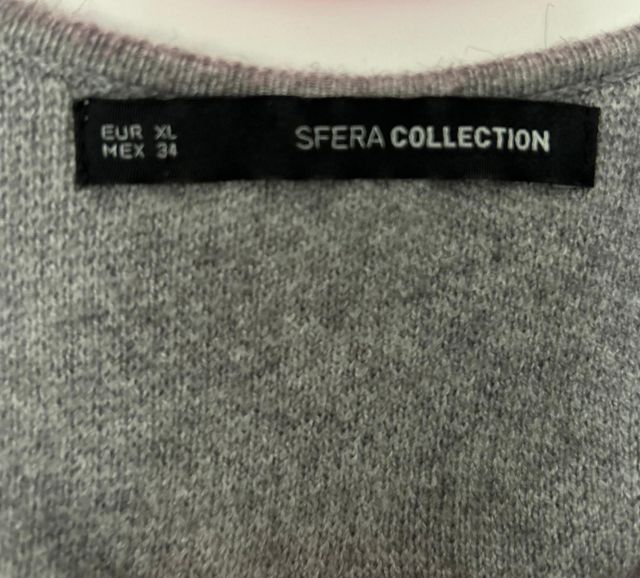 EUR XL
MEX 34
SFERA COLLECTION